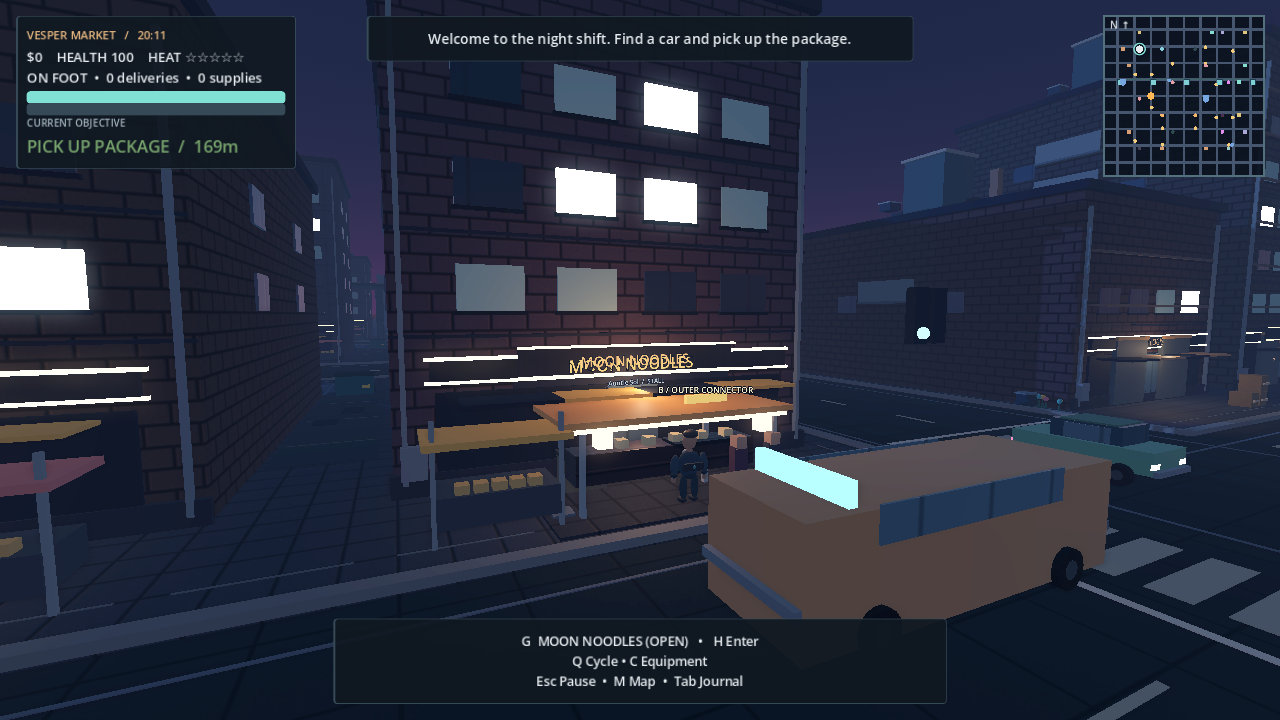 VESPER MARKET / 20:11
$0 HEALTH 100 HEAT ☆☆☆☆☆
ON FOOT • 0 deliveries • 0 supplies
CURRENT OBJECTIVE
PICK UP PACKAGE / 169m
Welcome to the night shift. Find a car and pick up the package.
N ↑
MOON NOODLES
MOON NOODLES
B / OUTER CONNECTOR
G MOON NOODLES (OPEN) • H Enter
Q Cycle • C Equipment
Esc Pause • M Map • Tab Journal